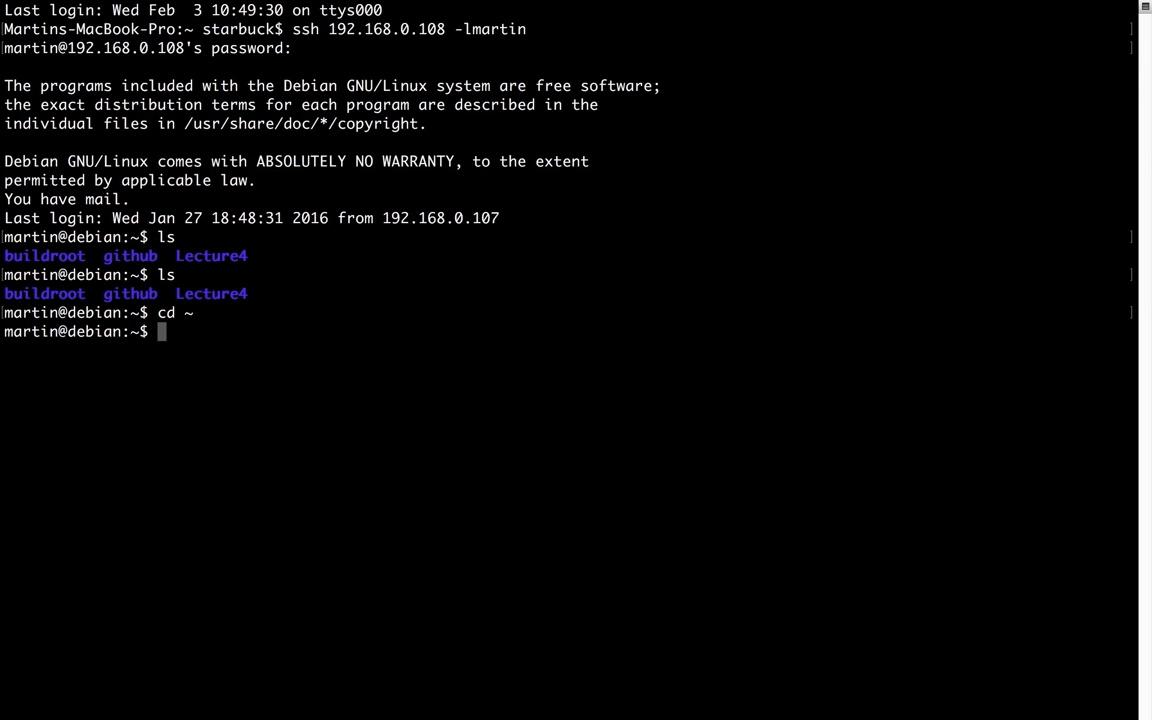 Last login: Wed Feb  3 10:49:30 on ttys000
[Martins-MacBook-Pro:~ starbuck$ ssh 192.168.0.108 -lmartin ]
[martin@192.168.0.108's password: ]

The programs included with the Debian GNU/Linux system are free software;
the exact distribution terms for each program are described in the
individual files in /usr/share/doc/*/copyright.

Debian GNU/Linux comes with ABSOLUTELY NO WARRANTY, to the extent
permitted by applicable law.
You have mail.
Last login: Wed Jan 27 18:48:31 2016 from 192.168.0.107
[martin@debian:~$ ls ]
buildroot  github  Lecture4
[martin@debian:~$ ls ]
buildroot  github  Lecture4
[martin@debian:~$ cd ~ ]
martin@debian:~$